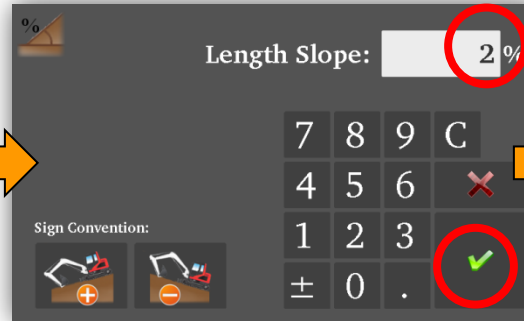 %
Length Slope: 2 %
7 8 9 C
4 5 6
Sign Convention:
1 2 3
± 0 .